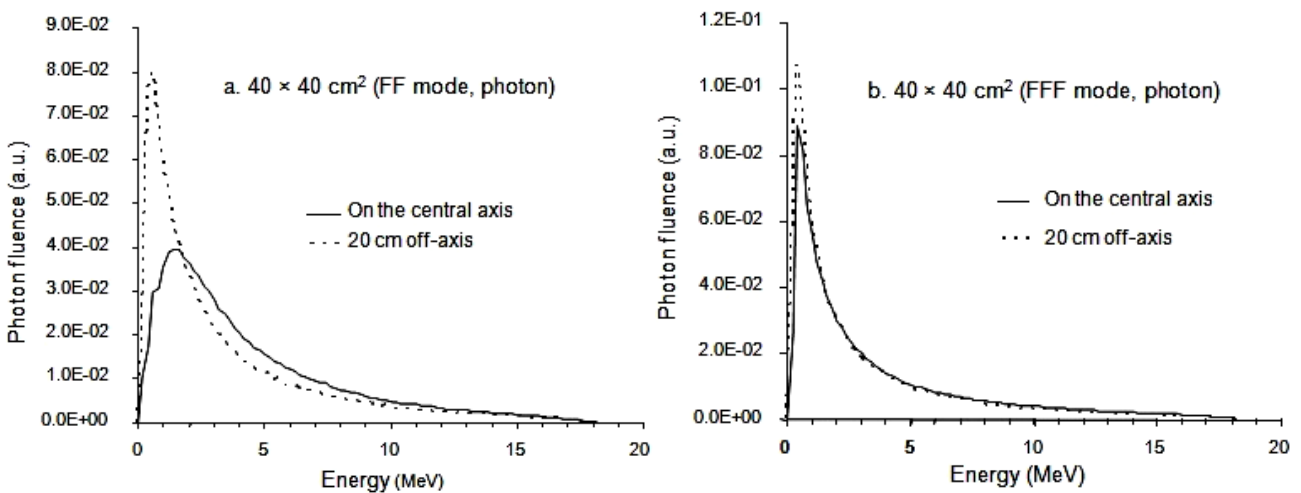 9.0E-02
8.0E-02
7.0E-02
6.0E-02
5.0E-02
4.0E-02
3.0E-02
2.0E-02
1.0E-02
0.0E+00
Photon fluence (a.u.)
a. 40 × 40 cm² (FF mode, photon)
On the central axis
20 cm off-axis
0 5 10 15 20
Energy (MeV)
1.2E-01
1.0E-01
8.0E-02
6.0E-02
4.0E-02
2.0E-02
0.0E+00
Photon fluence (a.u.)
b. 40 × 40 cm² (FFF mode, photon)
On the central axis
20 cm off-axis
0 5 10 15 20
Energy (MeV)